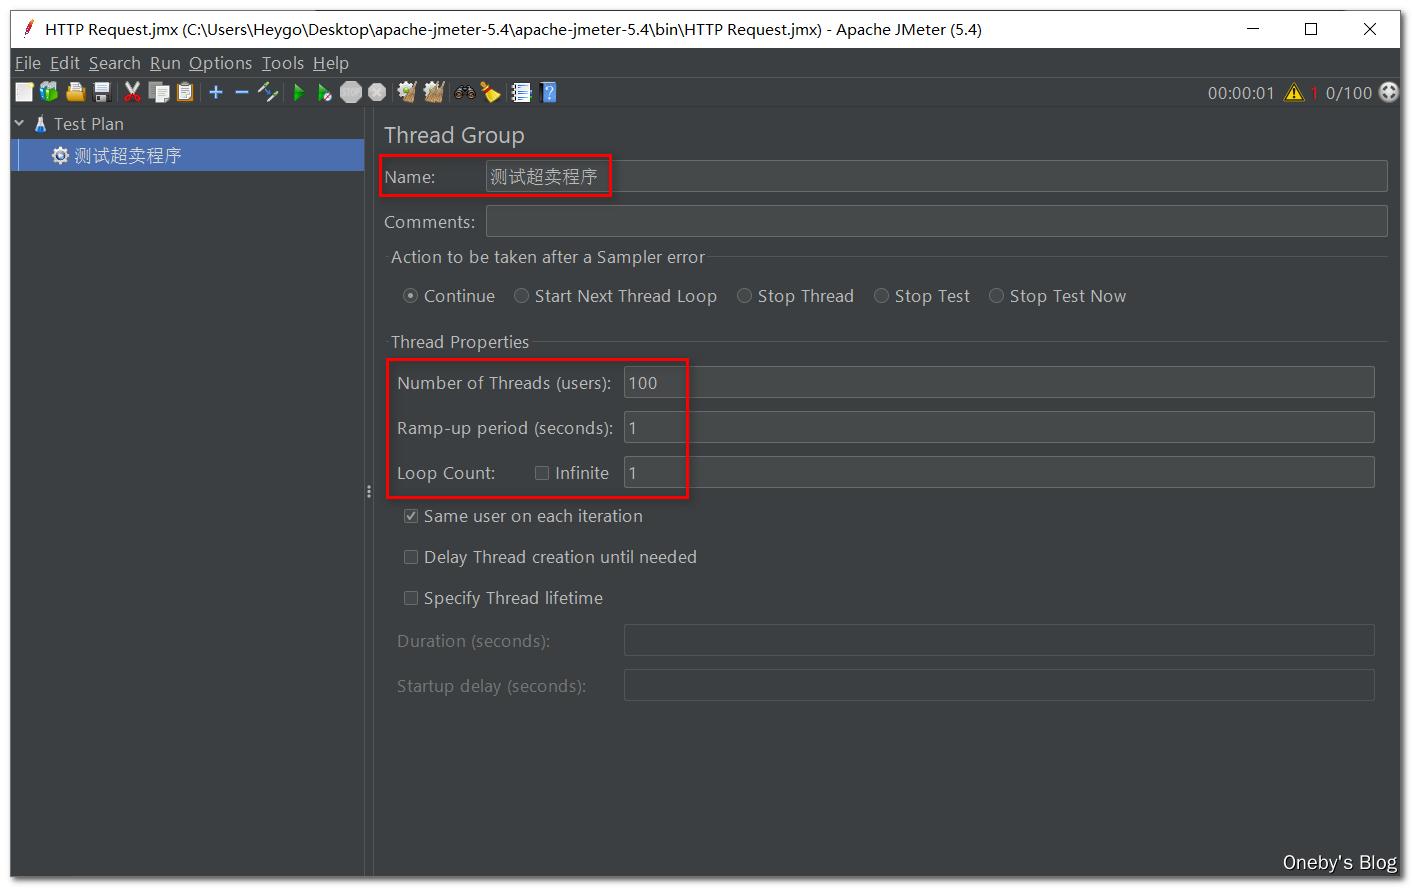 HTTP Request.jmx (C:\Users\Heygo\Desktop\apache-jmeter-5.4\apache-jmeter-5.4\bin\HTTP Request.jmx) - Apache JMeter (5.4)
File Edit Search Run Options Tools Help
00:00:01 1 0/100
Test Plan
测试超卖程序
Thread Group
Name: 测试超卖程序
Comments:
Action to be taken after a Sampler error
Continue Start Next Thread Loop Stop Thread Stop Test Stop Test Now
Thread Properties
Number of Threads (users): 100
Ramp-up period (seconds): 1
Loop Count: Infinite 1
Same user on each iteration
Delay Thread creation until needed
Specify Thread lifetime
Duration (seconds):
Startup delay (seconds):
Oneby's Blog